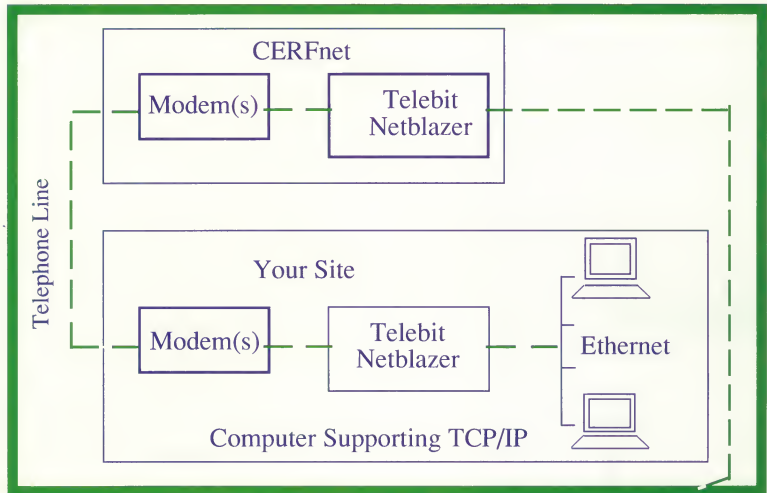 CERFnet
Modem(s)
Telebit
Netblazer
Telephone Line
Your Site
Modem(s)
Telebit
Netblazer
Ethernet
Computer Supporting TCP/IP